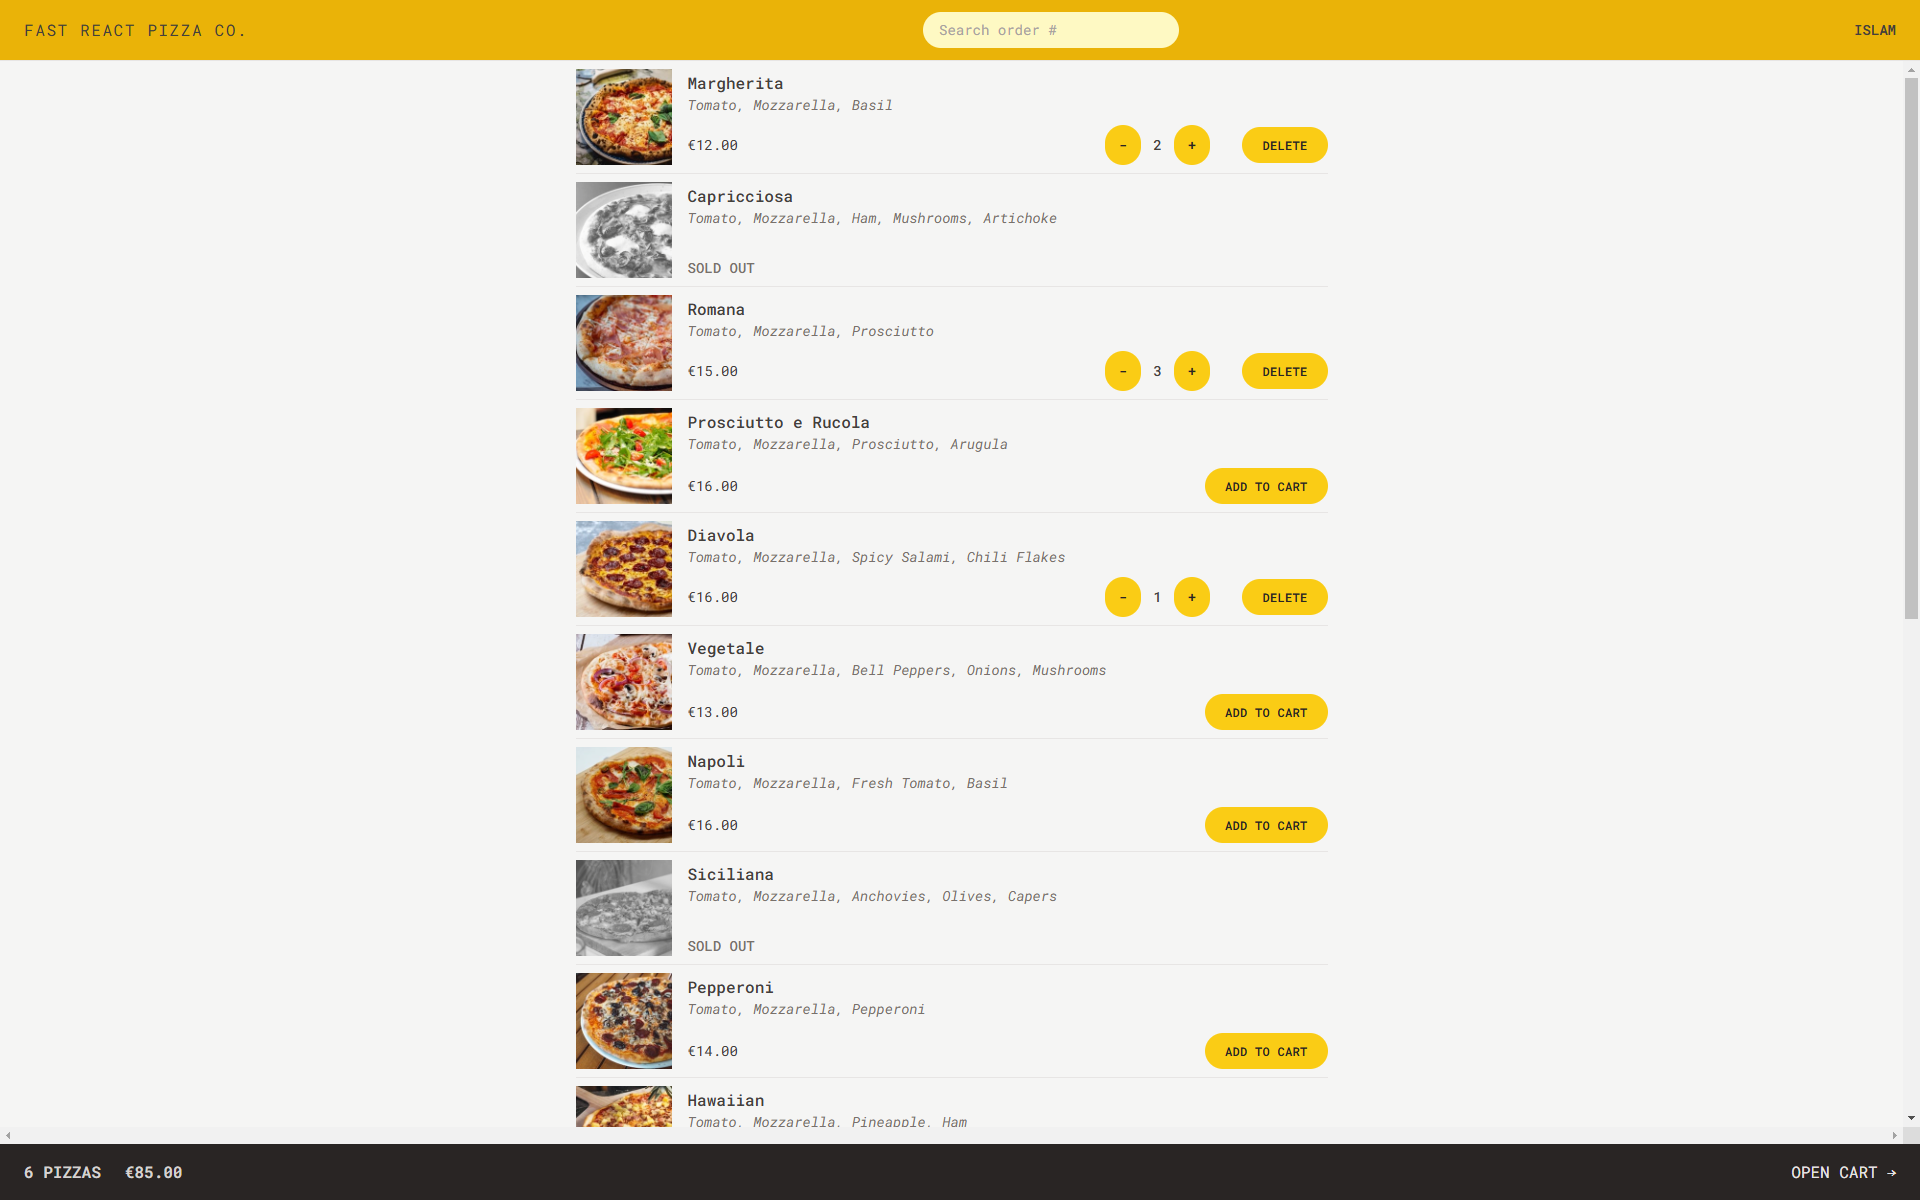 FAST REACT PIZZA CO.
Search order #
ISLAM
Margherita
Tomato, Mozzarella, Basil
€12.00
- 2 + DELETE
Capricciosa
Tomato, Mozzarella, Ham, Mushrooms, Artichoke
SOLD OUT
Romana
Tomato, Mozzarella, Prosciutto
€15.00
- 3 + DELETE
Prosciutto e Rucola
Tomato, Mozzarella, Prosciutto, Arugula
€16.00
ADD TO CART
Diavola
Tomato, Mozzarella, Spicy Salami, Chili Flakes
€16.00
- 1 + DELETE
Vegetale
Tomato, Mozzarella, Bell Peppers, Onions, Mushrooms
€13.00
ADD TO CART
Napoli
Tomato, Mozzarella, Fresh Tomato, Basil
€16.00
ADD TO CART
Siciliana
Tomato, Mozzarella, Anchovies, Olives, Capers
SOLD OUT
Pepperoni
Tomato, Mozzarella, Pepperoni
€14.00
ADD TO CART
Hawaiian
Tomato, Mozzarella, Pineapple, Ham
6 PIZZAS €85.00
OPEN CART →